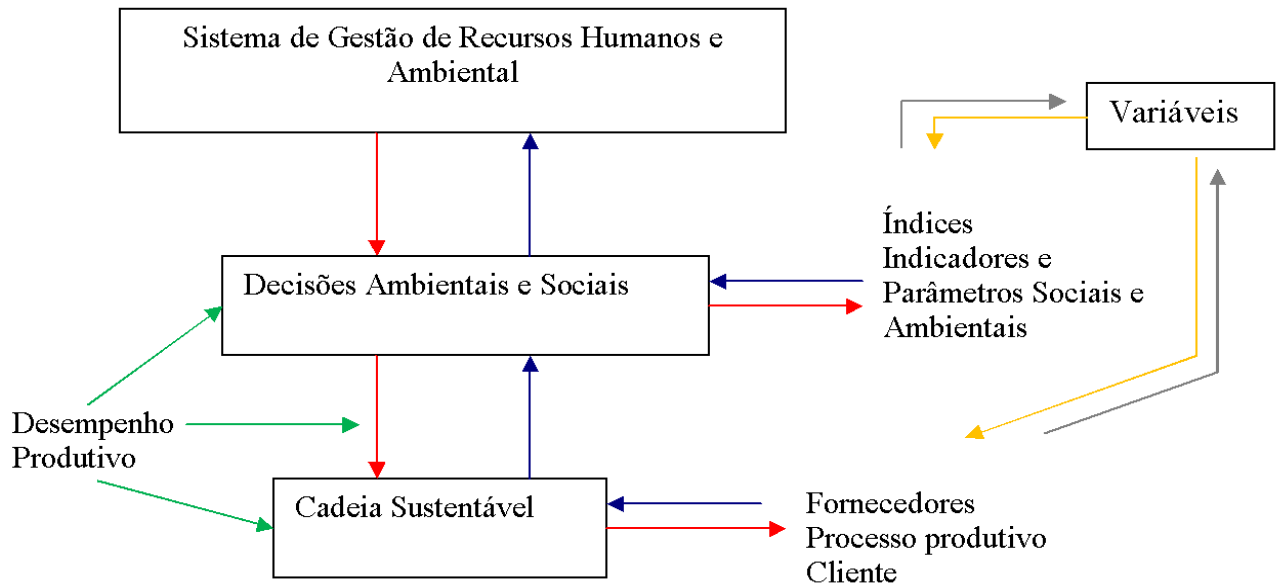 Sistema de Gestão de Recursos Humanos e
Ambiental
Variáveis
Índices
Indicadores e
Parâmetros Sociais e
Ambientais
Decisões Ambientais e Sociais
Desempenho
Produtivo
Cadeia Sustentável
Fornecedores
Processo produtivo
Cliente